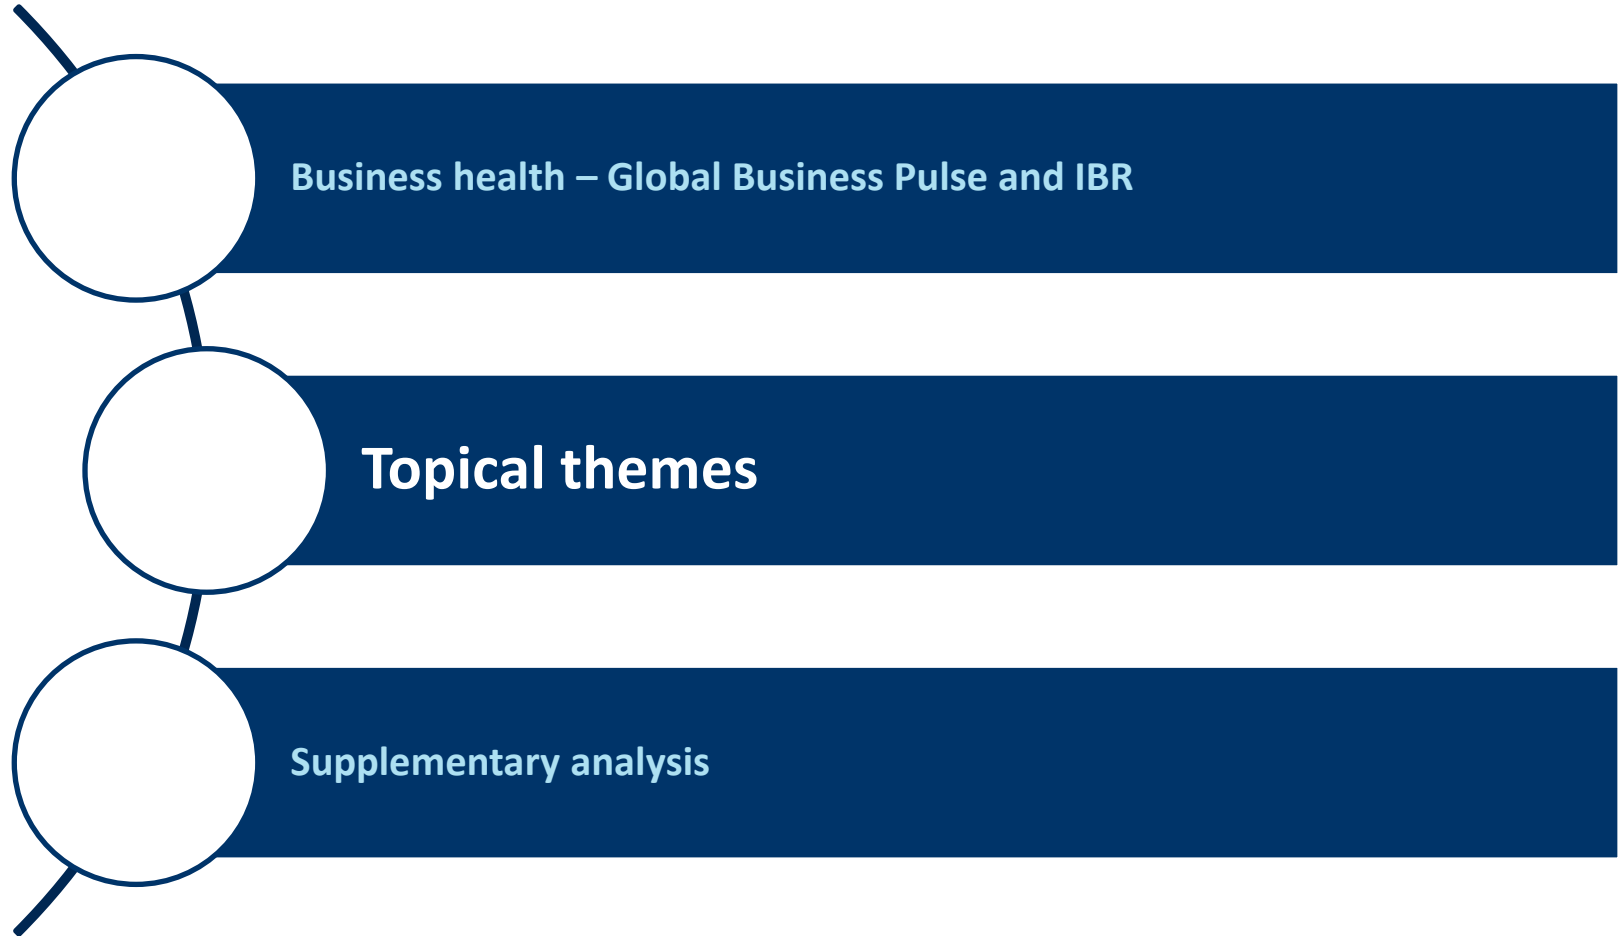 Business health – Global Business Pulse and IBR
Topical themes
Supplementary analysis